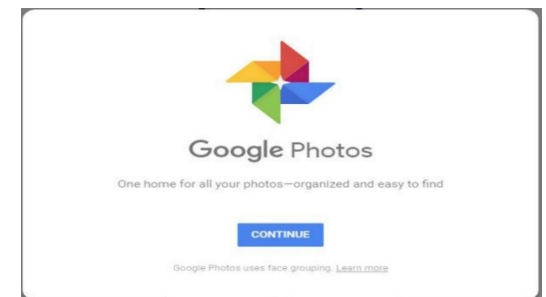 Google Photos
One home for all your photos—organized and easy to find
CONTINUE
Google Photos uses face grouping. Learn more